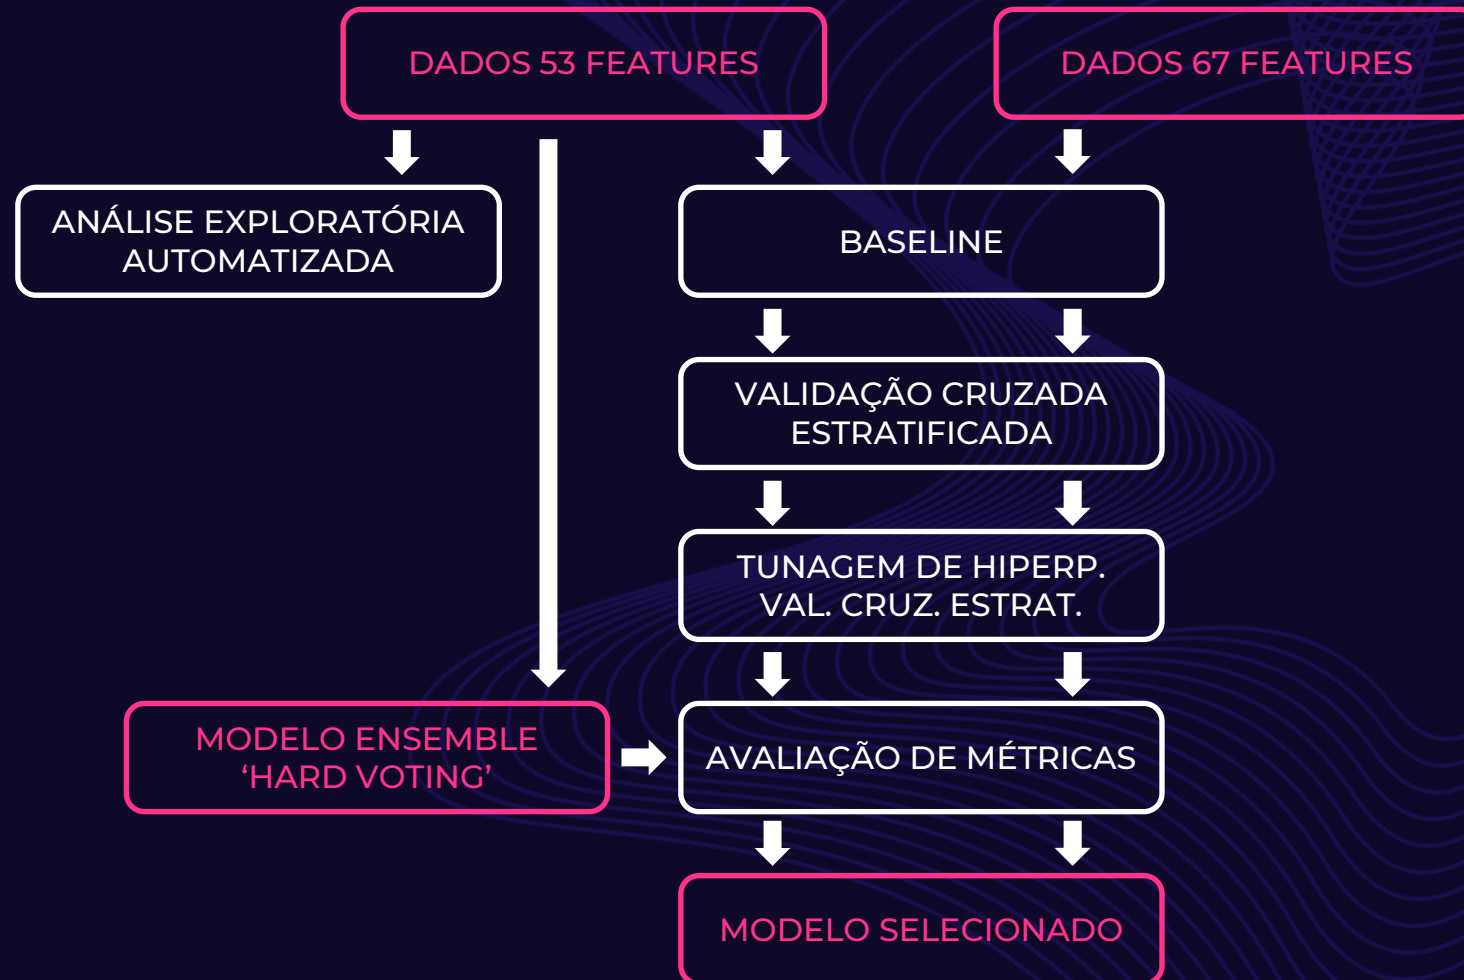 DADOS 53 FEATURES
DADOS 67 FEATURES
ANÁLISE EXPLORATÓRIA
AUTOMATIZADA
BASELINE
VALIDAÇÃO CRUZADA
ESTRATIFICADA
TUNAGEM DE HIPERP.
VAL. CRUZ. ESTRAT.
MODELO ENSEMBLE
‘HARD VOTING’
AVALIAÇÃO DE MÉTRICAS
MODELO SELECIONADO